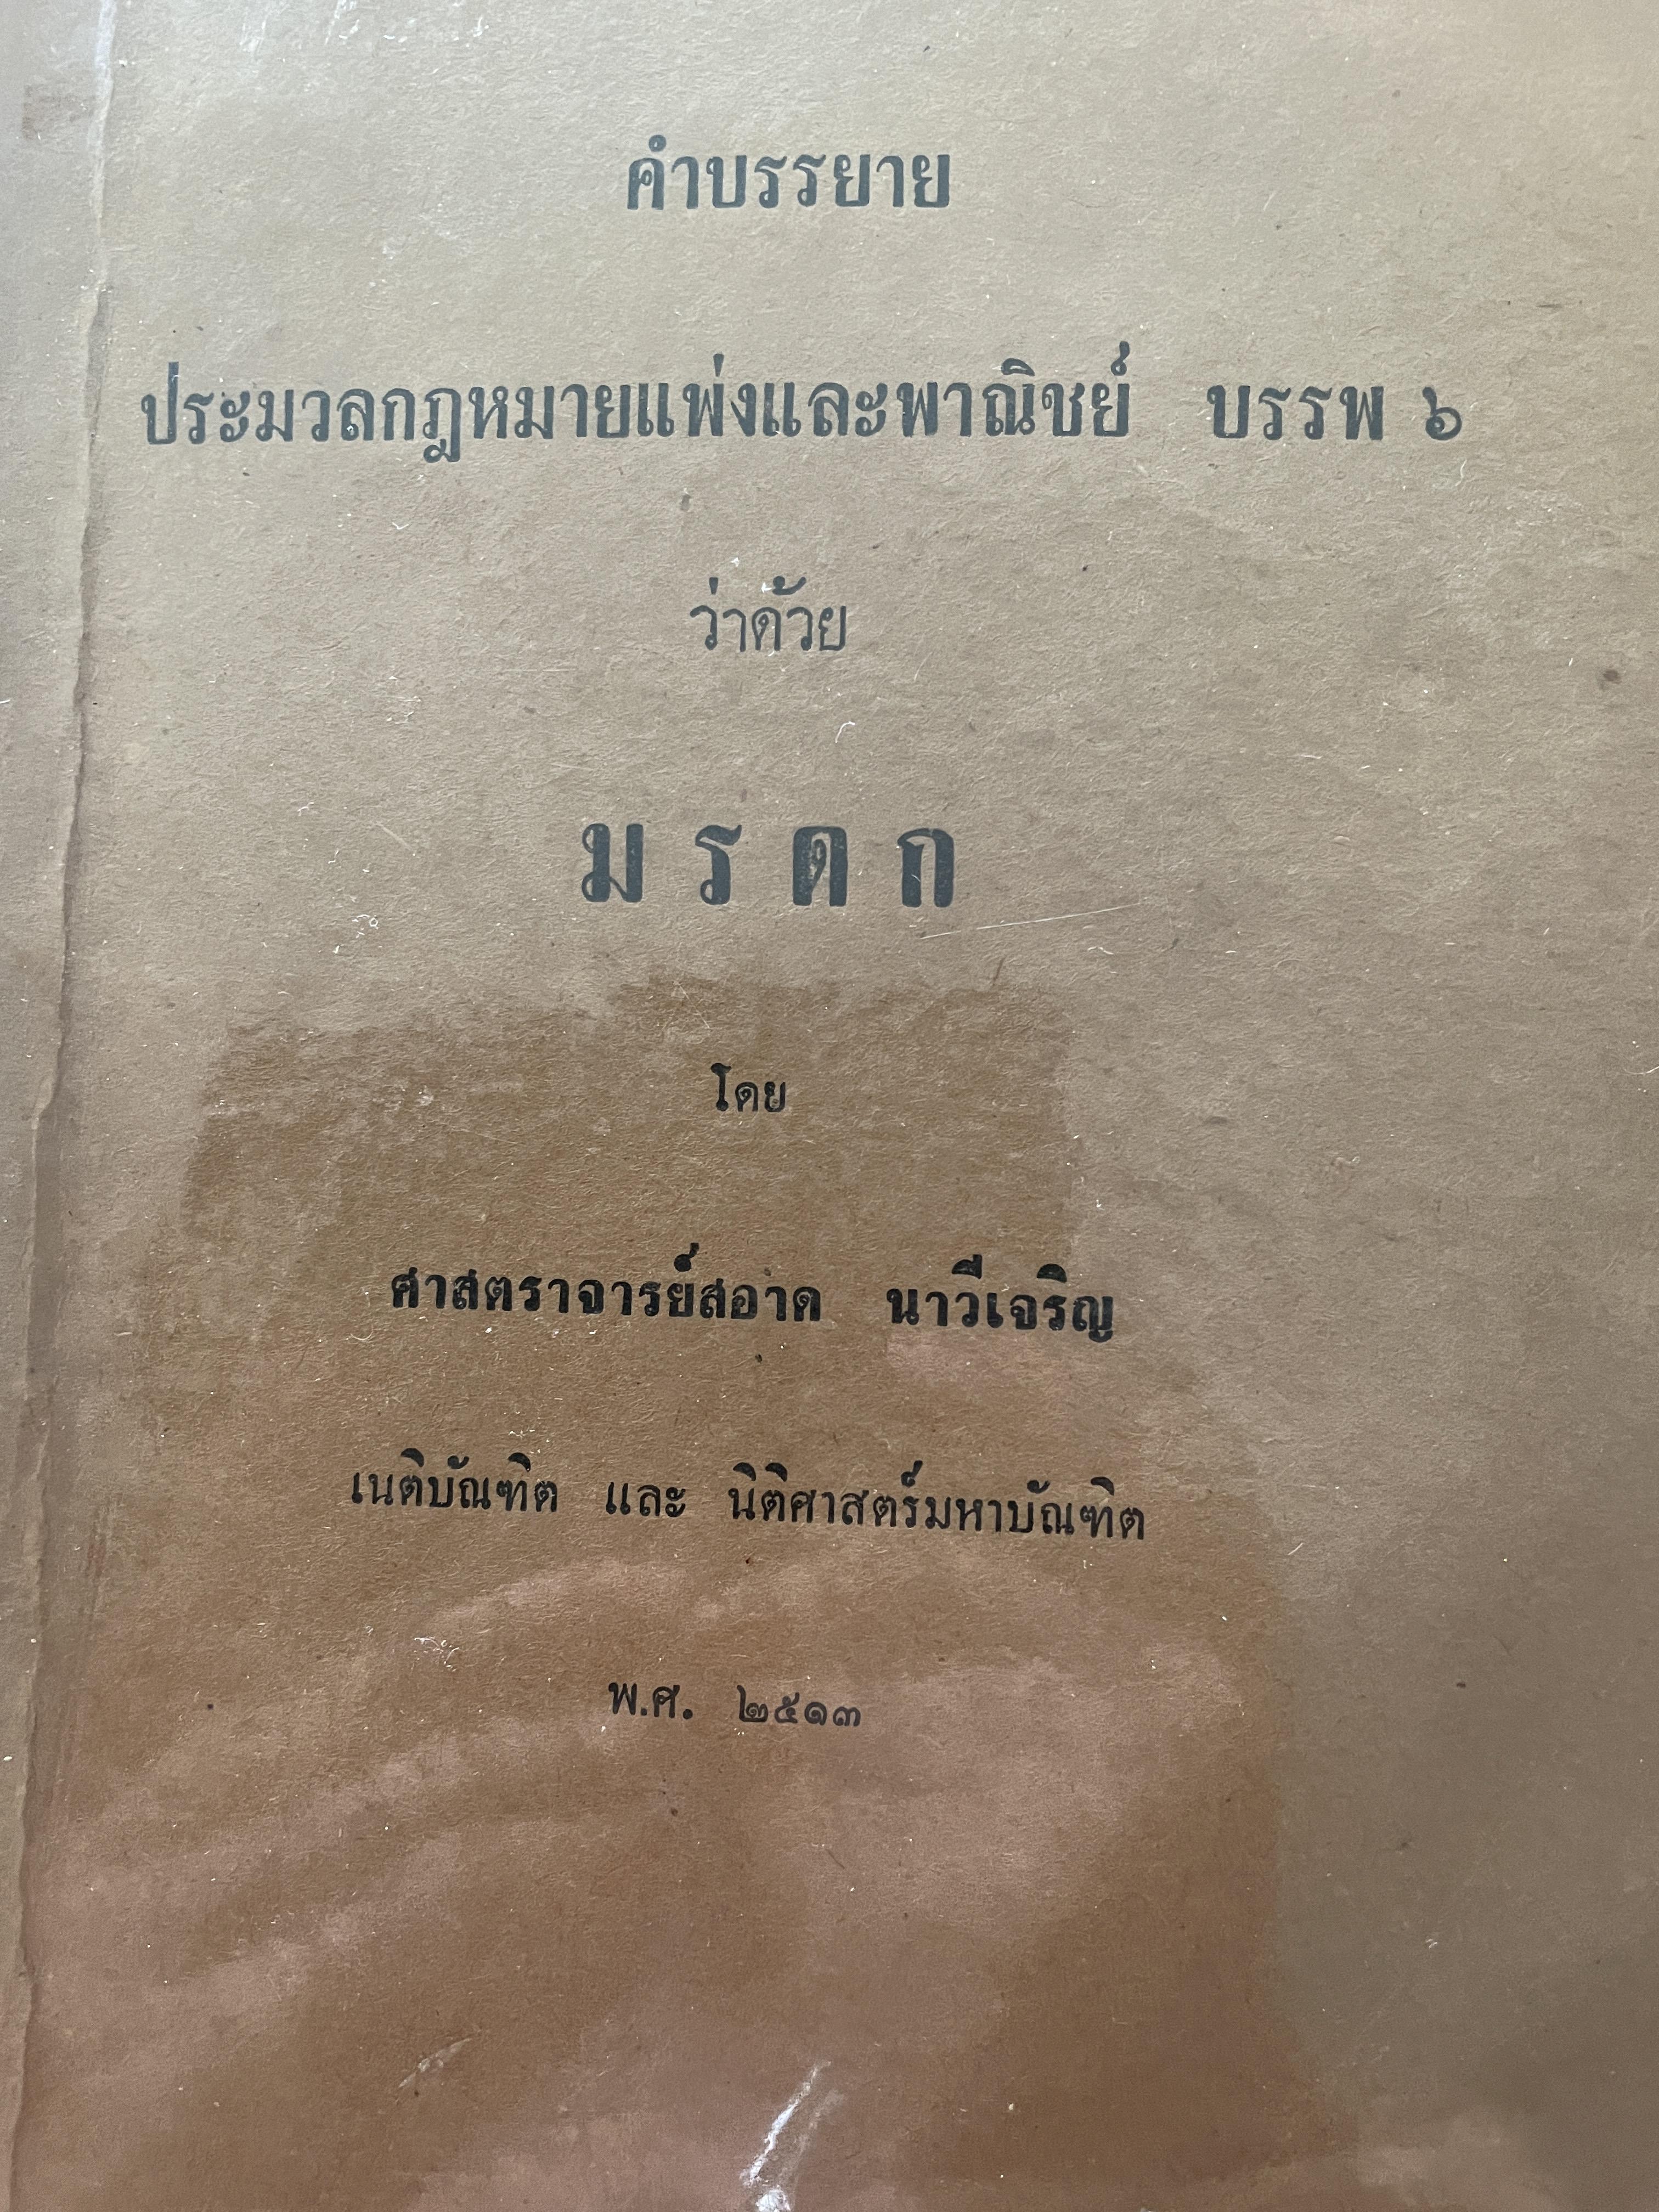 คำบรรยาย
ประมวลกฎหมายแพ่งและพาณิชย์ บรรพ ๖
ว่าด้วย
มรดก
โดย
ศาสตราจารย์สอาด นาวีเจริญ
เนติบัณฑิต และ นิติศาสตร์มหาบัณฑิต
พ.ศ. ๒๕๑๓